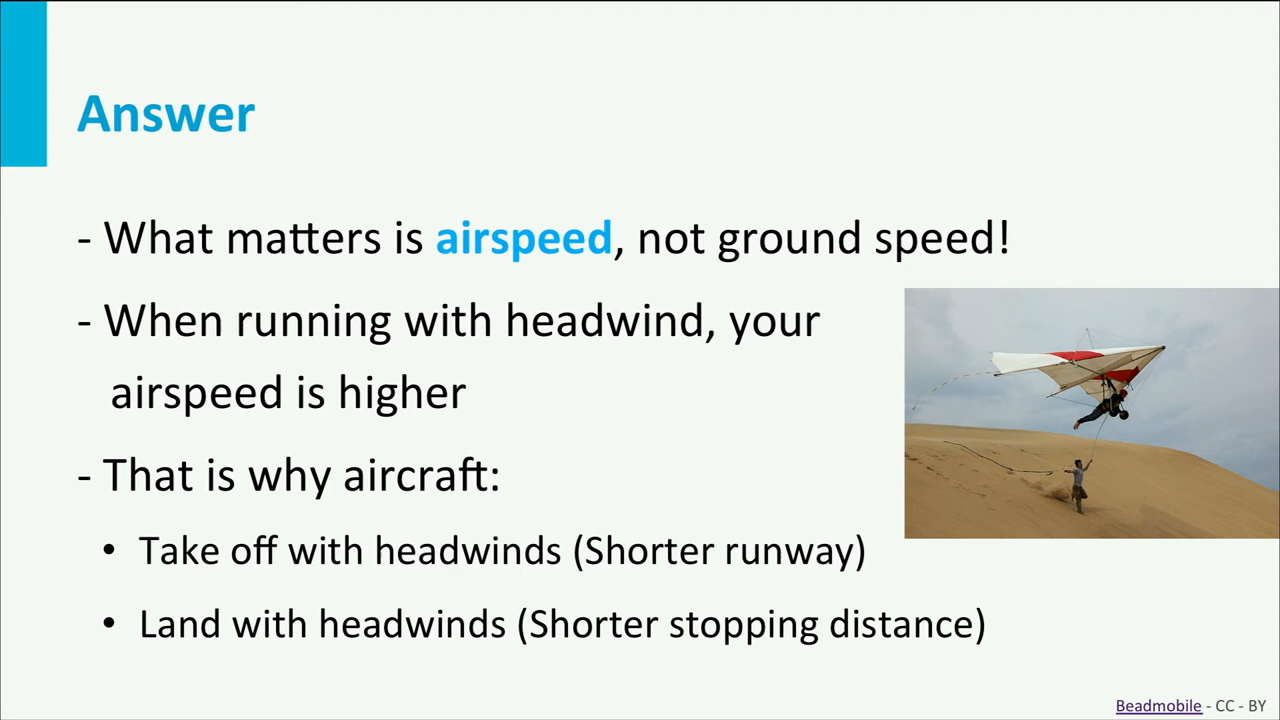 Answer
- What matters is airspeed, not ground speed!
- When running with headwind, your
airspeed is higher
- That is why aircraft:
• Take off with headwinds (Shorter runway)
• Land with headwinds (Shorter stopping distance)
Beadmobile - CC - BY